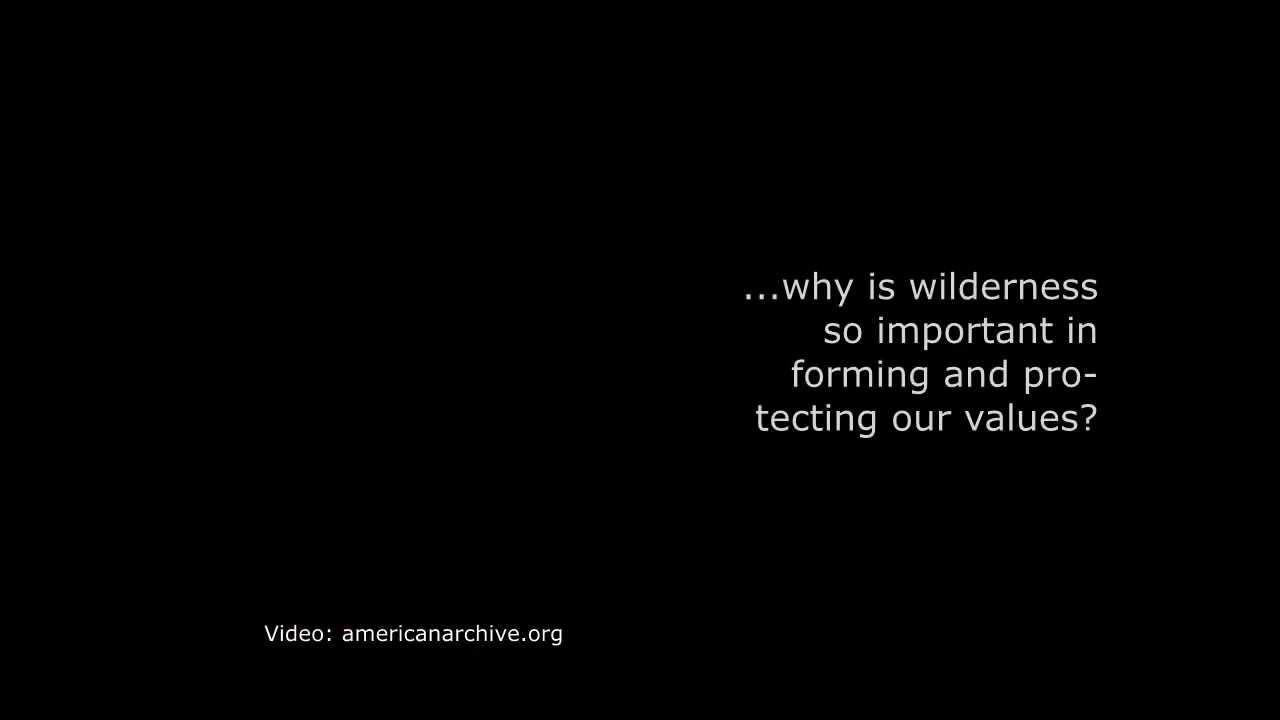 ...why is wilderness
so important in
forming and pro-
tecting our values?
Video: americanarchive.org